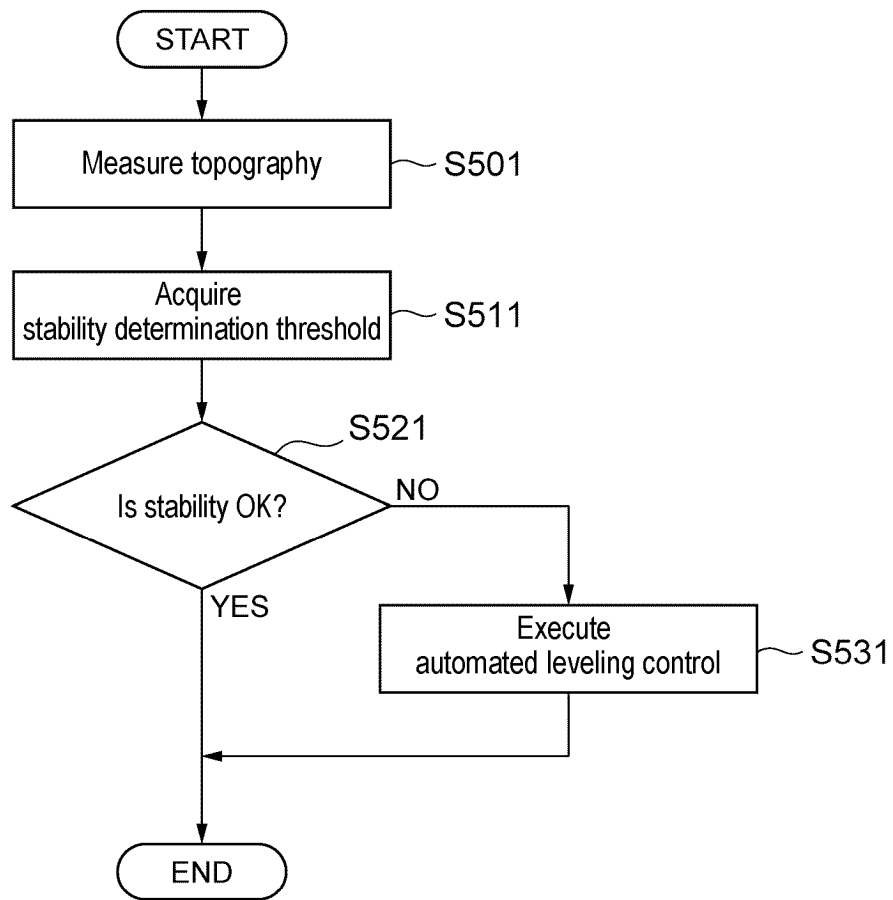 START
Measure topography
S501
Acquire
stability determination threshold
S511
S521
Is stability OK?
NO
YES
Execute
automated leveling control
S531
END